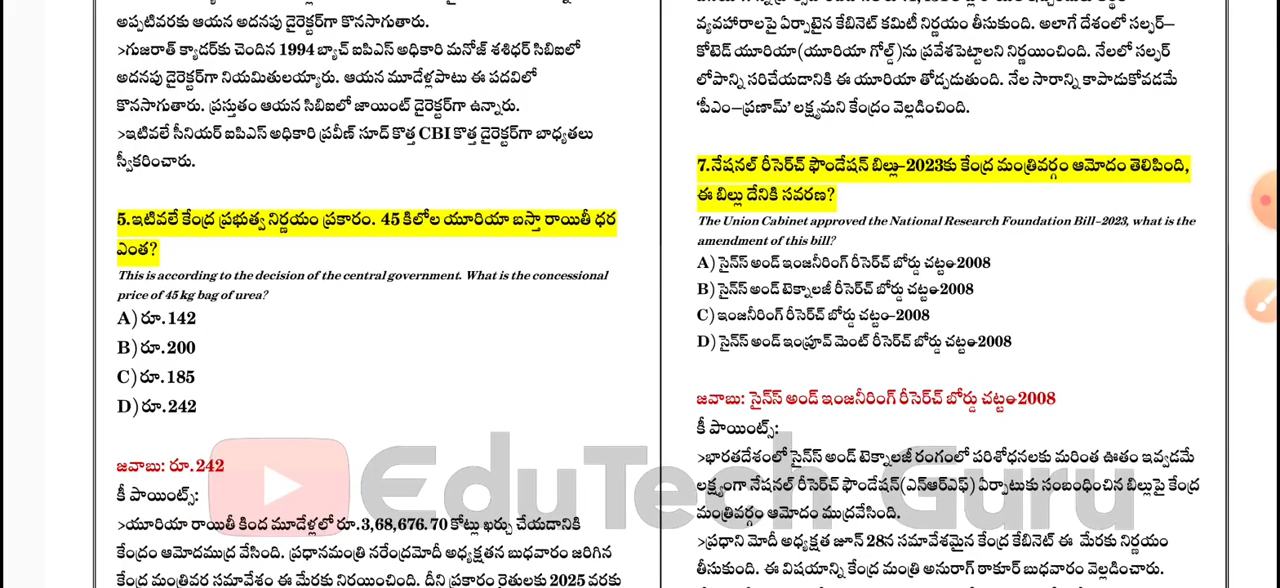 అప్పటివరకు ఆయన అదనపు డైరెక్టర్‌గా కొనసాగుతారు.
>గుజరాత్ క్యాడర్‌కు చెందిన 1994 బ్యాచ్ ఐపిఎస్ అధికారి మనోజ్ శశిధర్ సిబిఐలో
అదనపు డైరెక్టర్‌గా నియమితులయ్యారు. ఆయన మూడేళ్లపాటు ఈ పదవిలో
కొనసాగుతారు. ప్రస్తుతం ఆయన సిబిఐలో జాయింట్ డైరెక్టర్‌గా ఉన్నారు.
>ఇటీవలే సీనియర్ ఐపిఎస్ అధికారి ప్రవీణ్ సూద్ కొత్త CBI కొత్త డైరెక్టర్‌గా బాధ్యతలు
స్వీకరించారు.
5.ఇటీవలే కేంద్ర ప్రభుత్వ నిర్ణయం ప్రకారం. 45 కిలోల యూరియా బస్తా రాయితీ ధర
ఎంత?
This is according to the decision of the central government. What is the concessional
price of 45 kg bag of urea?
A) రూ.142
B) రూ.200
C) రూ.185
D) రూ.242
జవాబు: రూ.242
కీ పాయింట్స్:
>యూరియా రాయితీ కింద మూడేళ్లలో రూ.3,68,676.70 కోట్లు ఖర్చు చేయడానికి
కేంద్రం ఆమోదముద్ర వేసింది. ప్రధానమంత్రి నరేంద్రమోదీ అధ్యక్షతన బుధవారం జరిగిన
కేంద్ర మంత్రివర సమావేశం ఈ మేరకు నిర్ణయించింది. దీని ప్రకారం రైతులకు 2025 వరకు
వ్యవహారాలపై ఏర్పాటైన కేబినెట్ కమిటీ నిర్ణయం తీసుకుంది. అలాగే దేశంలో సల్ఫర్–
కోటెడ్ యూరియా(యూరియా గోల్డ్)ను ప్రవేశపెట్టాలని నిర్ణయించింది. నేలలో సల్ఫర్
లోపాన్ని సరిచేయడానికి ఈ యూరియా తోడ్పడుతుంది. నేల సారాన్ని కాపాడుకోవడమే
'పీఎం–ప్రణామ్' లక్ష్యమని కేంద్రం వెల్లడించింది.
7.నేషనల్ రీసెర్చ్ ఫౌండేషన్ బిల్లు–2023కు కేంద్ర మంత్రివర్గం ఆమోదం తెలిపింది,
ఈ బిల్లు దేనికి సవరణ?
The Union Cabinet approved the National Research Foundation Bill–2023, what is the
amendment of this bill?
A) సైన్స్ అండ్ ఇంజనీరింగ్ రీసెర్చ్ బోర్డు చట్టం–2008
B) సైన్స్ అండ్ టెక్నాలజీ రీసెర్చ్ బోర్డు చట్టం–2008
C) ఇంజనీరింగ్ రీసెర్చ్ బోర్డు చట్టం–2008
D) సైన్స్ అండ్ ఇంప్రూవ్ మెంట్ రీసెర్చ్ బోర్డు చట్టం–2008
జవాబు: సైన్స్ అండ్ ఇంజనీరింగ్ రీసెర్చ్ బోర్డు చట్టం–2008
కీ పాయింట్స్:
>భారతదేశంలో సైన్స్ అండ్ టెక్నాలజీ రంగంలో పరిశోధనలకు మరింత ఊతం ఇవ్వడమే
లక్ష్యంగా నేషనల్ రీసెర్చ్ ఫౌండేషన్(ఎన్ఆర్ఎఫ్) ఏర్పాటుకు సంబంధించిన బిల్లుపై కేంద్ర
మంత్రివర్గం ఆమోదం ముద్రవేసింది.
>ప్రధాని మోదీ అధ్యక్షత జూన్ 28న సమావేశమైన కేంద్ర కేబినెట్ ఈ మేరకు నిర్ణయం
తీసుకుంది. ఈ విషయాన్ని కేంద్ర మంత్రి అనురాగ్ ఠాకూర్ బుధవారం వెల్లడించారు.
EduTech Guru